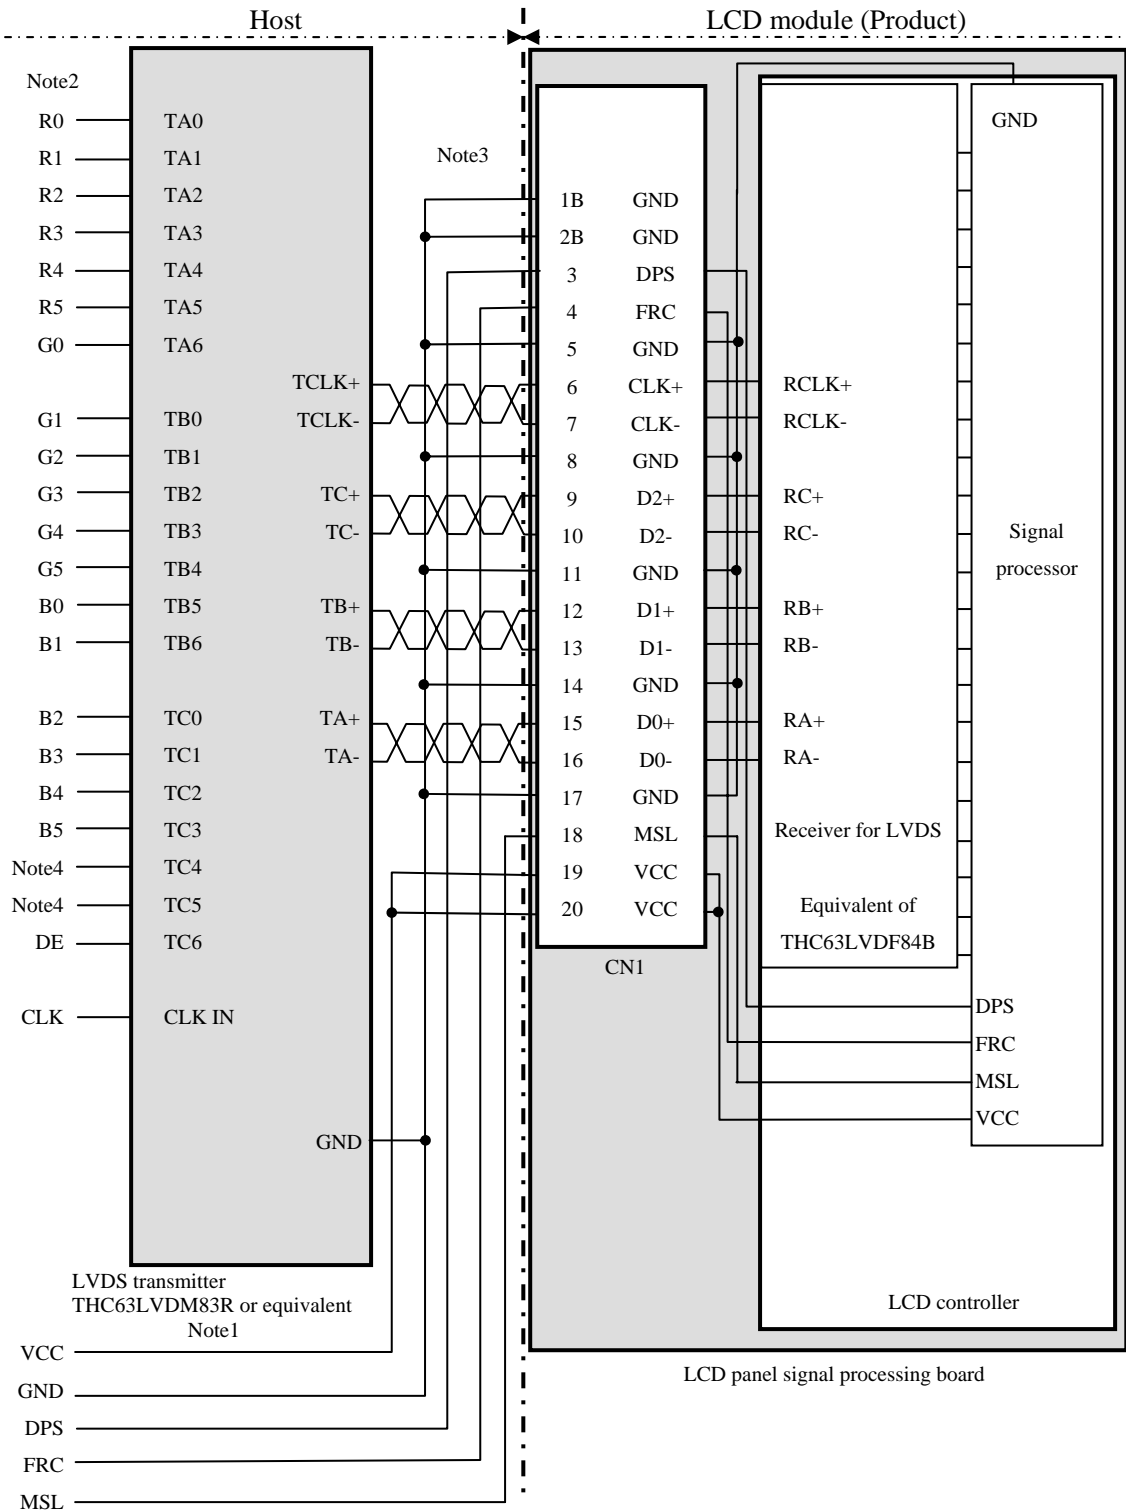 Host
LCD module (Product)
Note2
R0 TA0
R1 TA1
R2 TA2
R3 TA3
R4 TA4
R5 TA5
G0 TA6
TCLK+
G1 TB0 TCLK-
G2 TB1
G3 TB2 TC+
G4 TB3 TC-
G5 TB4
B0 TB5 TB+
B1 TB6 TB-
B2 TC0 TA+
B3 TC1 TA-
B4 TC2
B5 TC3
Note4 TC4
Note4 TC5
DE TC6
CLK CLK IN
GND
LVDS transmitter
THC63LVDM83R or equivalent
Note1
VCC
GND
DPS
FRC
MSL
Note3
1B GND
2B GND
3 DPS
4 FRC
5 GND
6 CLK+
7 CLK-
8 GND
9 D2+
10 D2-
11 GND
12 D1+
13 D1-
14 GND
15 D0+
16 D0-
17 GND
18 MSL
19 VCC
20 VCC
CN1
RCLK+
RCLK-
RC+
RC-
RB+
RB-
RA+
RA-
Receiver for LVDS
Equivalent of
THC63LVDF84B
GND
Signal
processor
DPS
FRC
MSL
VCC
LCD controller
LCD panel signal processing board